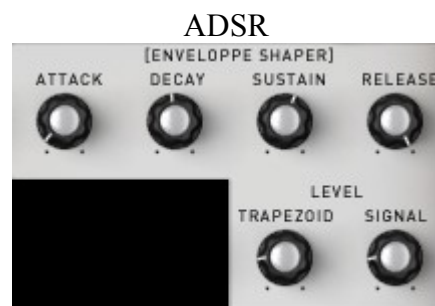 ADSR
[ENVELOPPE SHAPER]
ATTACK DECAY SUSTAIN RELEASE
LEVEL
TRAPEZOID SIGNAL